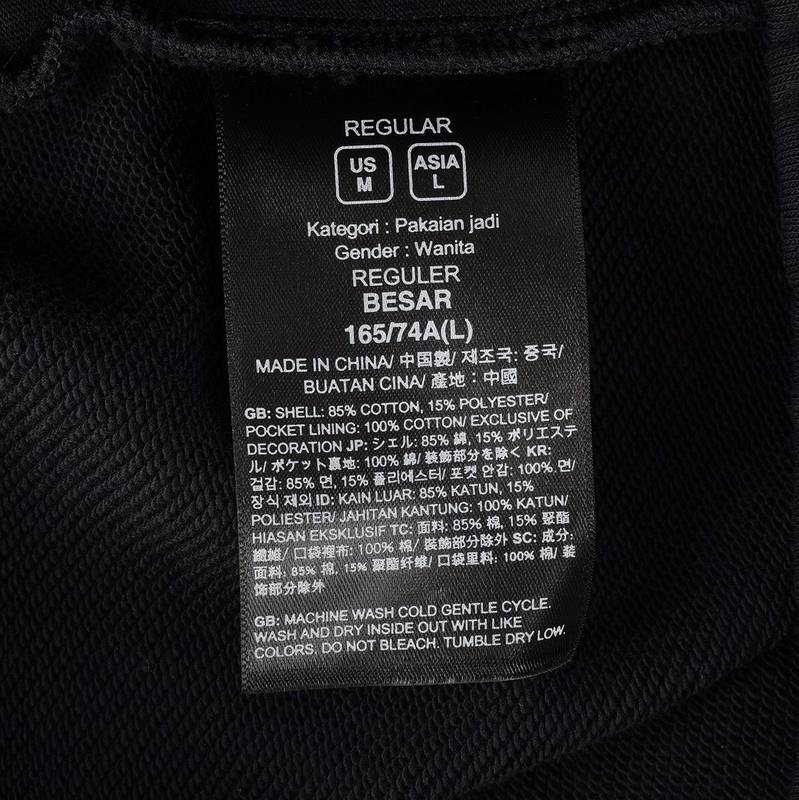 REGULAR
US ASIA
M L
Kategori : Pakaian jadi
Gender : Wanita
REGULER
BESAR
165/74A(L)
MADE IN CHINA/ 中国製/ 제조국: 중국/
BUATAN CINA/ 產地：中國
GB: SHELL: 85% COTTON, 15% POLYESTER/
POCKET LINING: 100% COTTON/ EXCLUSIVE OF
DECORATION JP: シェル: 85% 綿, 15% ポリエステ
ル/ ポケット裏地: 100% 綿/ 装飾部分を除く KR:
겉감: 85% 면, 15% 폴리에스터/ 포켓 안감: 100% 면/
장식 제외 ID: KAIN LUAR: 85% KATUN, 15%
POLIESTER/ JAHITAN KANTUNG: 100% KATUN/
HIASAN EKSKLUSIF TC: 面料: 85% 棉, 15% 聚酯
纖維/ 口袋裡布: 100% 棉/ 裝飾部分除外 SC: 成分:
面料: 85% 棉, 15% 聚酯纤维/ 口袋里料: 100% 棉/ 装
饰部分除外
GB: MACHINE WASH COLD GENTLE CYCLE.
WASH AND DRY INSIDE OUT WITH LIKE
COLORS. DO NOT BLEACH. TUMBLE DRY LOW.